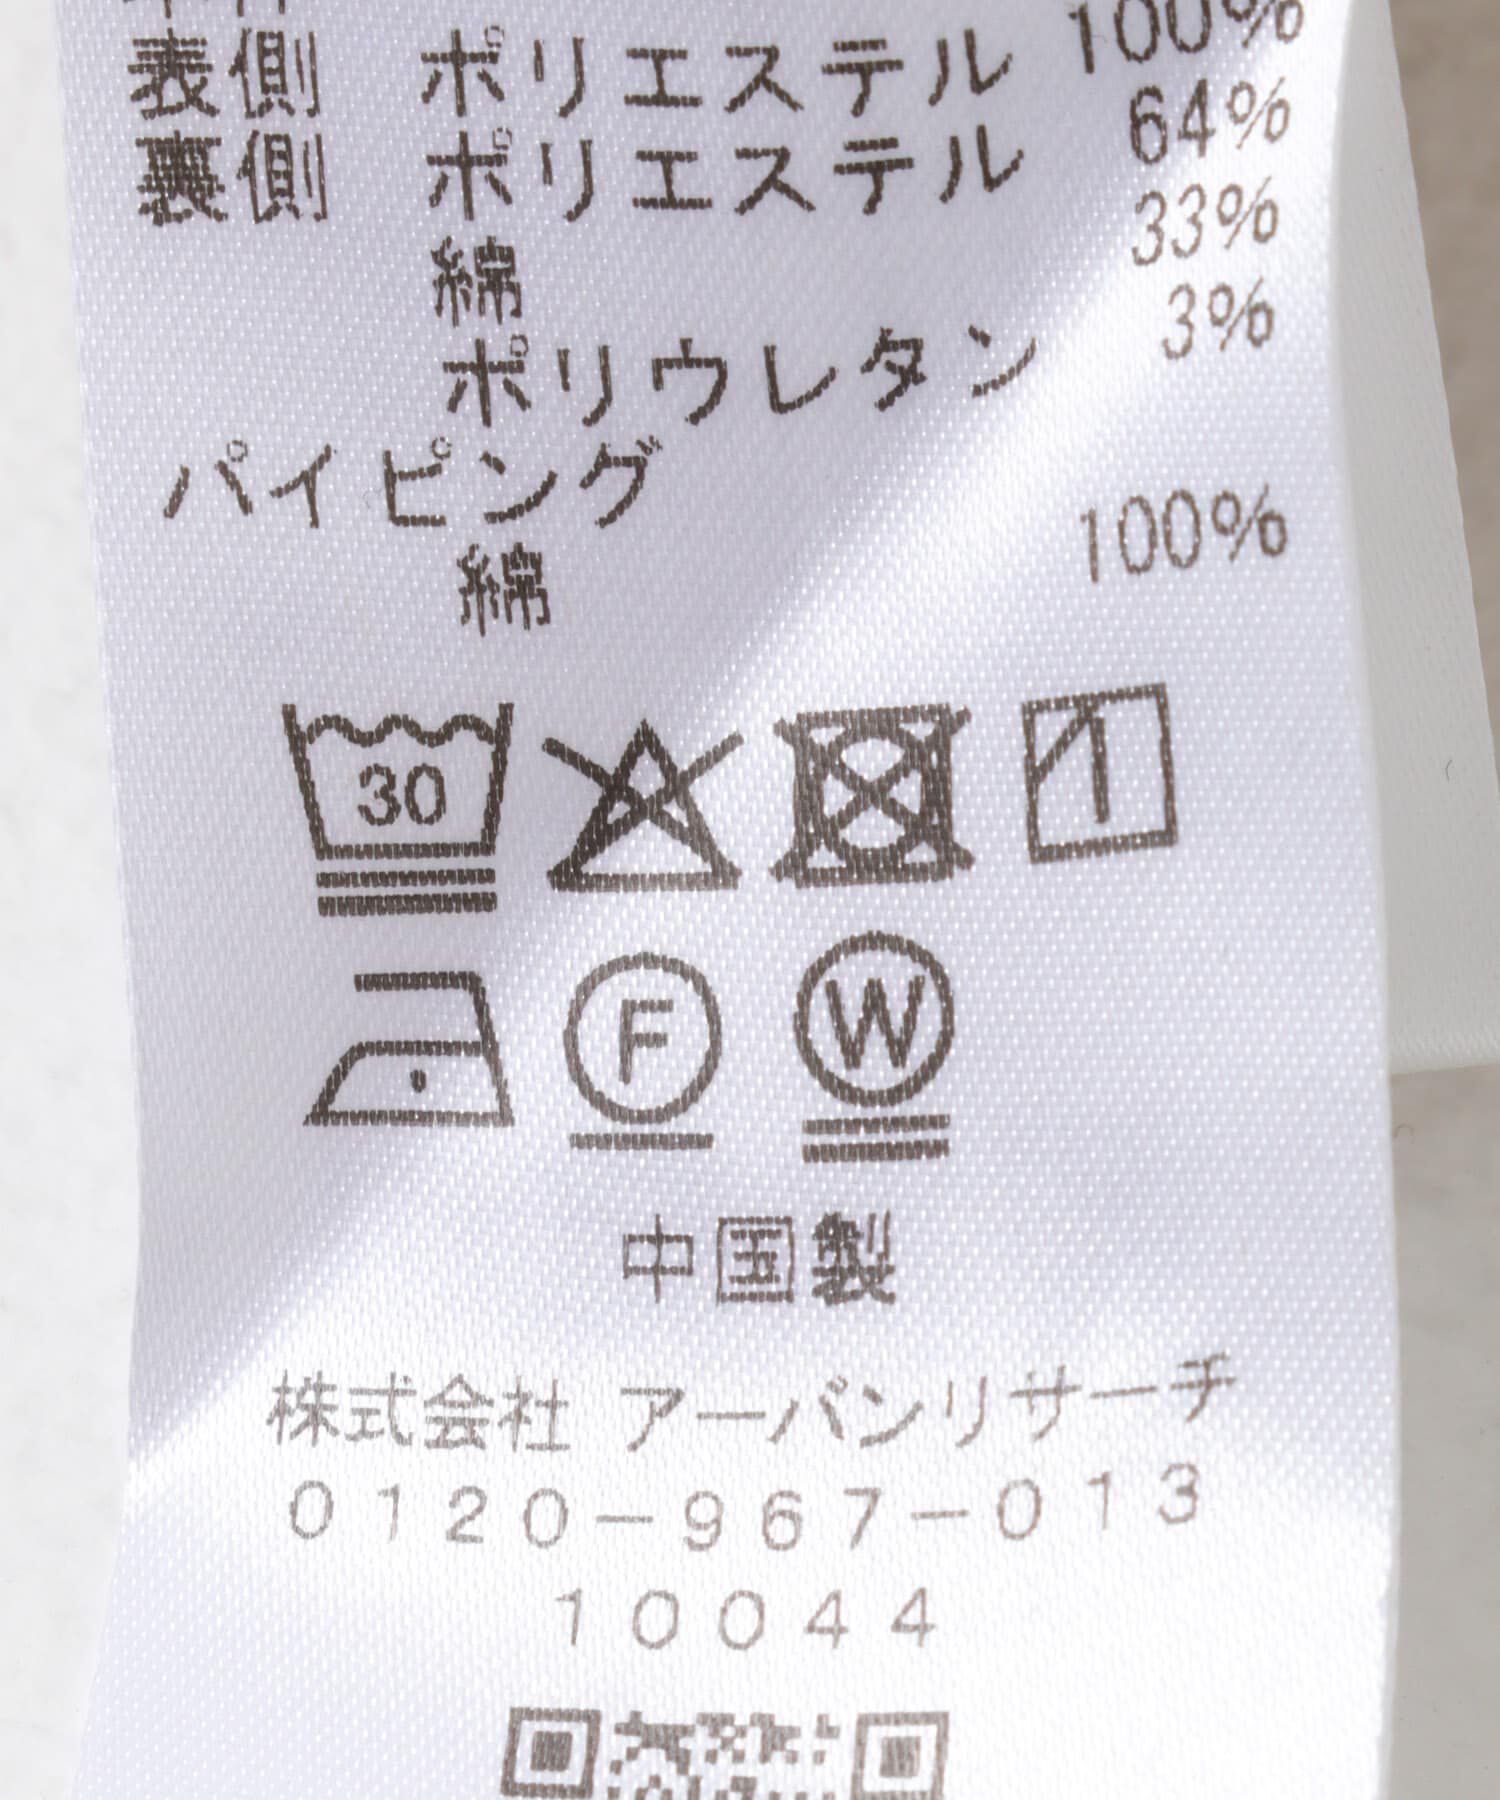 表側 ポリエステル 100%
裏側 ポリエステル 64%
綿 33%
ポリウレタン 3%
パイピング
綿 100%
30
F W
中国製
株式会社 アーバンリサーチ
0120-967-013
10044